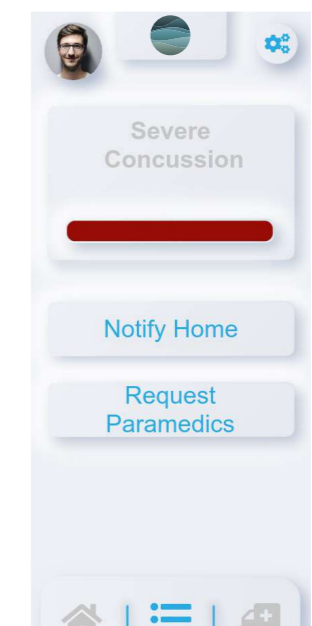 Severe
Concussion
Notify Home
Request
Paramedics